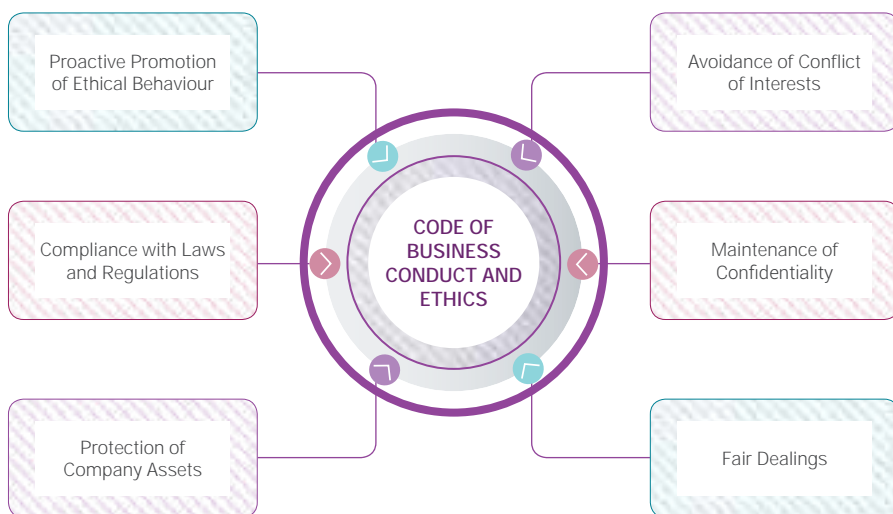 Proactive Promotion
of Ethical Behaviour
Avoidance of Conflict
of Interests
Compliance with Laws
and Regulations
CODE OF
BUSINESS
CONDUCT AND
ETHICS
Maintenance of
Confidentiality
Protection of
Company Assets
Fair Dealings